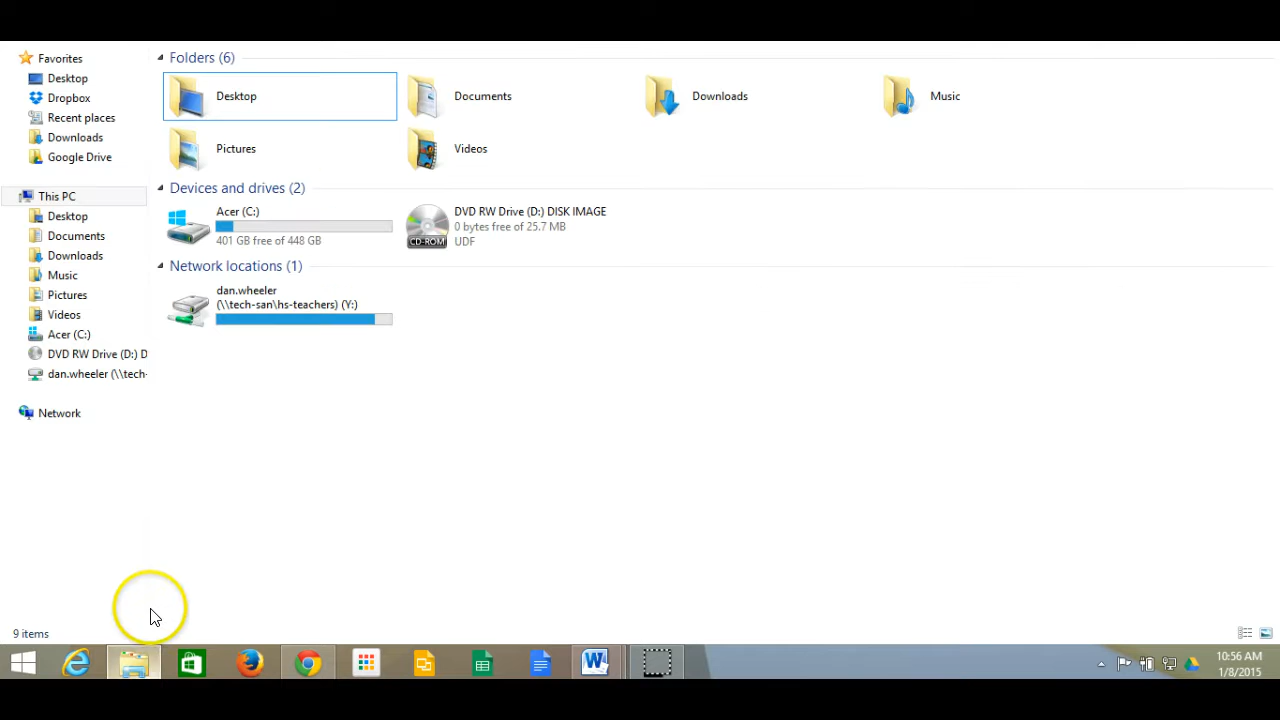 Favorites
Desktop
Dropbox
Recent places
Downloads
Google Drive
This PC
Desktop
Documents
Downloads
Music
Pictures
Videos
Acer (C:)
DVD RW Drive (D:) D
dan.wheeler (\\tech-
Network
Folders (6)
Desktop
Documents
Downloads
Music
Pictures
Videos
Devices and drives (2)
Acer (C:)
401 GB free of 448 GB
CD-ROM
DVD RW Drive (D:) DISK IMAGE
0 bytes free of 25.7 MB
UDF
Network locations (1)
dan.wheeler
(\\tech-san\hs-teachers) (Y:)
9 items
10:56 AM
1/8/2015